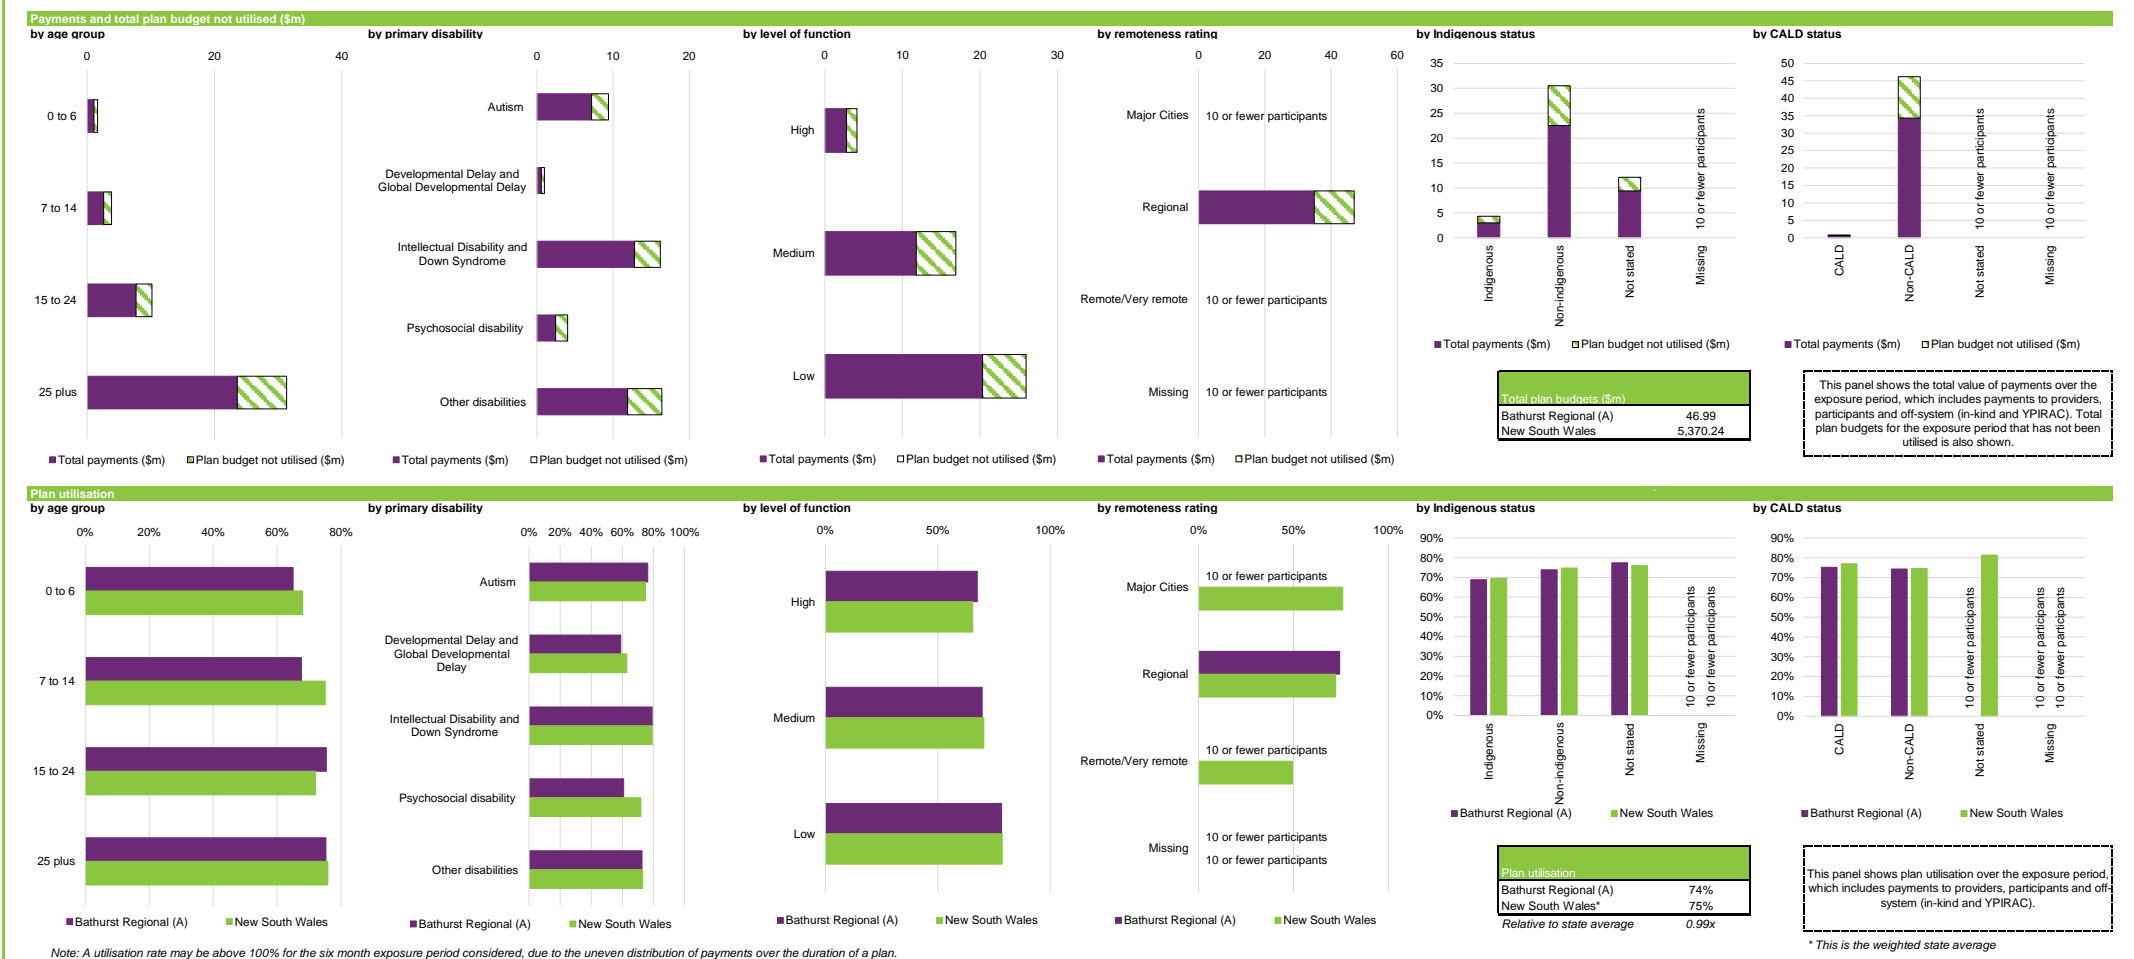 Payments and total plan budget not utilised ($m)
by age group
0 20 40
0 to 6
7 to 14
15 to 24
25 plus
Total payments ($m) Plan budget not utilised ($m)
by primary disability
0 10 20
Autism
Developmental Delay and
Global Developmental Delay
Intellectual Disability and
Down Syndrome
Psychosocial disability
Other disabilities
Total payments ($m) Plan budget not utilised ($m)
by level of function
0 10 20 30
High
Medium
Low
Total payments ($m) Plan budget not utilised ($m)
by remoteness rating
0 20 40 60
Major Cities 10 or fewer participants
Regional
Remote/Very remote 10 or fewer participants
Missing 10 or fewer participants
Total payments ($m) Plan budget not utilised ($m)
by Indigenous status
35
30
25
20
15
10
5
0
10 or fewer participants
Indigenous
Non-indigenous
Not stated
Missing
Total payments ($m) Plan budget not utilised ($m)
Total plan budgets ($m)
Bathurst Regional (A) 46.99
New South Wales 5,370.24
by CALD status
50
45
40
35
30
25
20
15
10
5
0
10 or fewer participants
10 or fewer participants
CALD
Non-CALD
Not stated
Missing
Total payments ($m) Plan budget not utilised ($m)
This panel shows the total value of payments over the
exposure period, which includes payments to providers,
participants and off-system (in-kind and YPIRAC). Total
plan budgets for the exposure period that has not been
utilised is also shown.
Plan utilisation
by age group
0% 20% 40% 60% 80%
0 to 6
7 to 14
15 to 24
25 plus
Bathurst Regional (A) New South Wales
by primary disability
0% 20% 40% 60% 80% 100%
Autism
Developmental Delay and
Global Developmental
Delay
Intellectual Disability and
Down Syndrome
Psychosocial disability
Other disabilities
Bathurst Regional (A) New South Wales
by level of function
0% 50% 100%
High
Medium
Low
Bathurst Regional (A) New South Wales
by remoteness rating
0% 50% 100%
10 or fewer participants
Major Cities
Regional
10 or fewer participants
Remote/Very remote
10 or fewer participants
Missing
10 or fewer participants
Bathurst Regional (A) New South Wales
by Indigenous status
90%
80%
70%
60%
50%
40%
30%
20%
10%
0%
10 or fewer participants
10 or fewer participants
Indigenous
Non-indigenous
Not stated
Missing
Bathurst Regional (A) New South Wales
Plan utilisation
Bathurst Regional (A) 74%
New South Wales* 75%
Relative to state average 0.99x
by CALD status
90%
80%
70%
60%
50%
40%
30%
20%
10%
0%
10 or fewer participants
10 or fewer participants
10 or fewer participants
CALD
Non-CALD
Not stated
Missing
Bathurst Regional (A) New South Wales
This panel shows plan utilisation over the exposure period,
which includes payments to providers, participants and off-
system (in-kind and YPIRAC).
* This is the weighted state average
Note: A utilisation rate may be above 100% for the six month exposure period considered, due to the uneven distribution of payments over the duration of a plan.